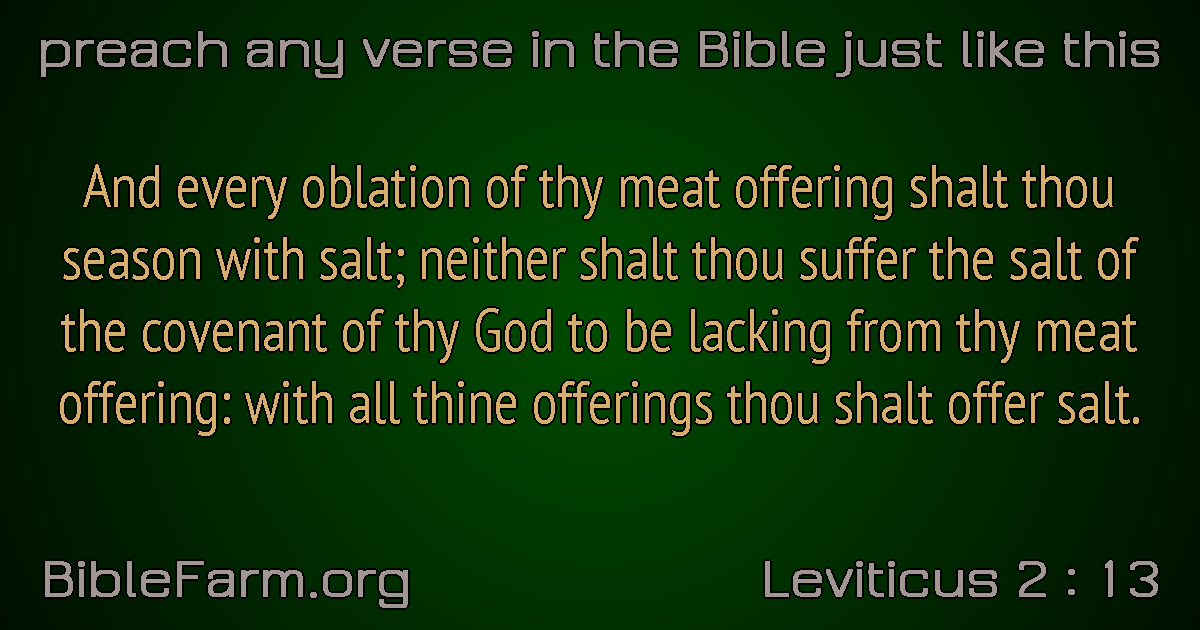 preach any verse in the Bible just like this
And every oblation of thy meat offering shalt thou
season with salt; neither shalt thou suffer the salt of
the covenant of thy God to be lacking from thy meat
offering: with all thine offerings thou shalt offer salt.
BibleFarm.org
Leviticus 2 : 13